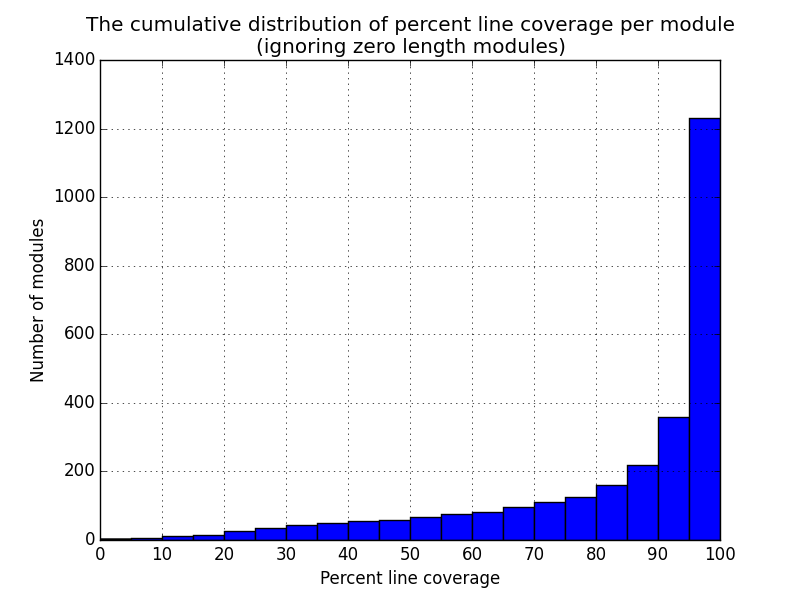 The cumulative distribution of percent line coverage per module
(ignoring zero length modules)
1400
1200
1000
800
600
400
200
0
Number of modules
0 10 20 30 40 50 60 70 80 90 100
Percent line coverage